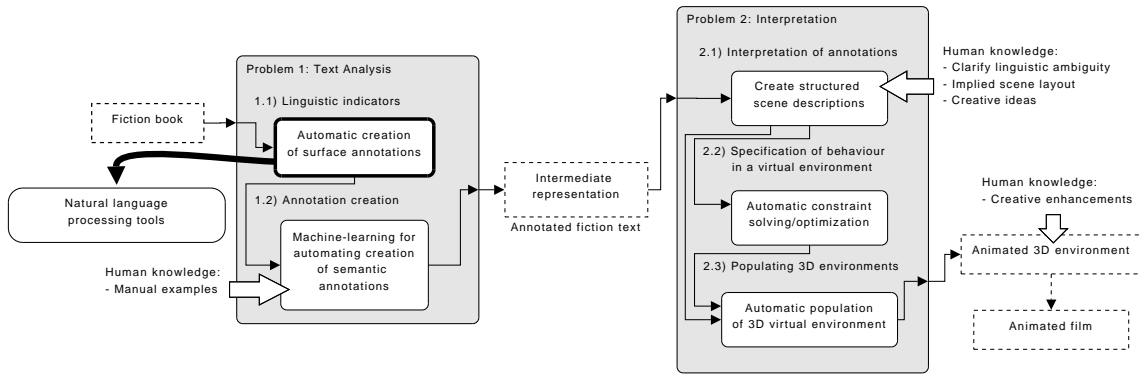 Problem 1: Text Analysis
1.1) Linguistic indicators
Fiction book
Automatic creation
of surface annotations
Natural language
processing tools
1.2) Annotation creation
Machine-learning for
automating creation
of semantic
annotations
Human knowledge:
- Manual examples
Intermediate
representation
Annotated fiction text
Problem 2: Interpretation
2.1) Interpretation of annotations
Create structured
scene descriptions
Human knowledge:
- Clarify linguistic ambiguity
- Implied scene layout
- Creative ideas
2.2) Specification of behaviour
in a virtual environment
Automatic constraint
solving/optimization
2.3) Populating 3D environments
Automatic population
of 3D virtual environment
Human knowledge:
- Creative enhancements
Animated 3D environment
Animated film